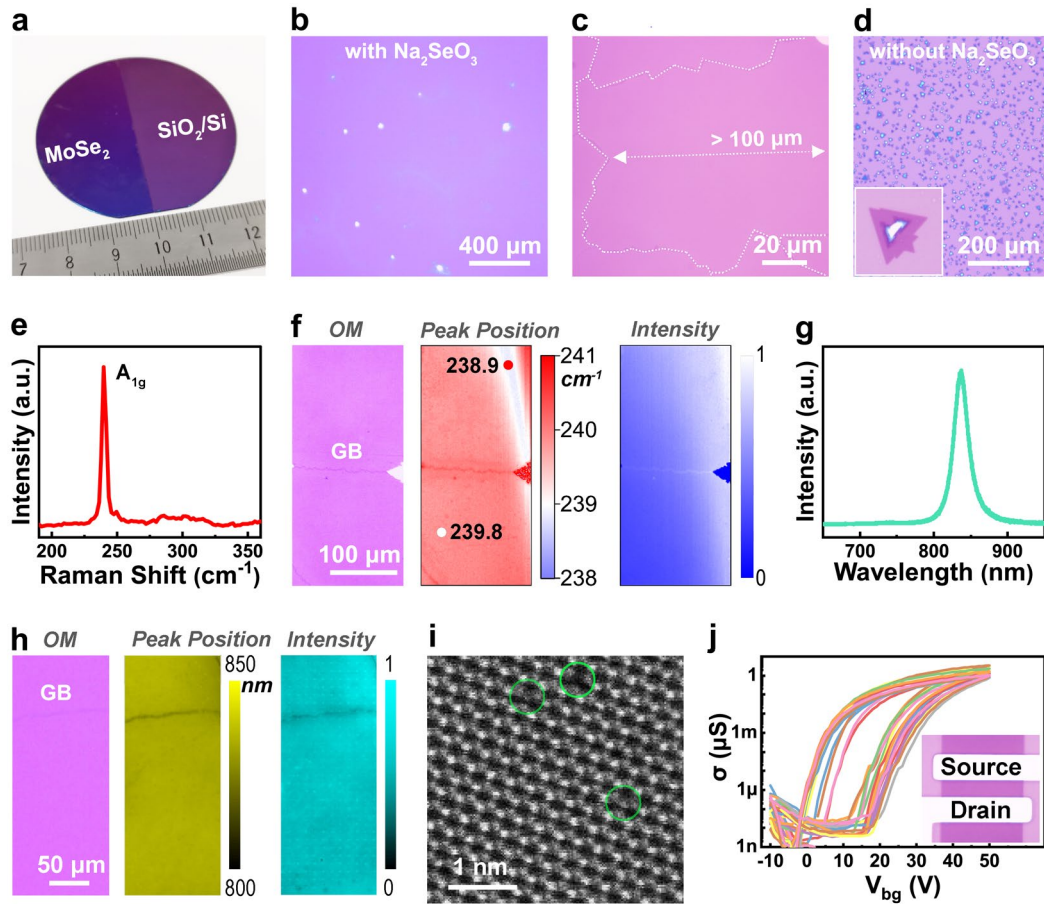 a
MoSe₂
SiO₂/Si
7 8 9 10 11 12
b
with Na₂SeO₃
400 µm
c
> 100 µm
20 µm
d
without Na₂SeO₃
200 µm
e
Intensity (a.u.)
A₁g
200 250 300 350
Raman Shift (cm⁻¹)
f
OM
Peak Position
Intensity
GB
100 µm
238.9
239.8
241
cm⁻¹
240
239
238
1
0
g
Intensity (a.u.)
700 800 900
Wavelength (nm)
h
OM
Peak Position
Intensity
GB
50 µm
850
nm
800
1
0
i
1 nm
j
σ (µS)
1
1m
1µ
1n
Source
Drain
-10 0 10 20 30 40 50
V_bg (V)